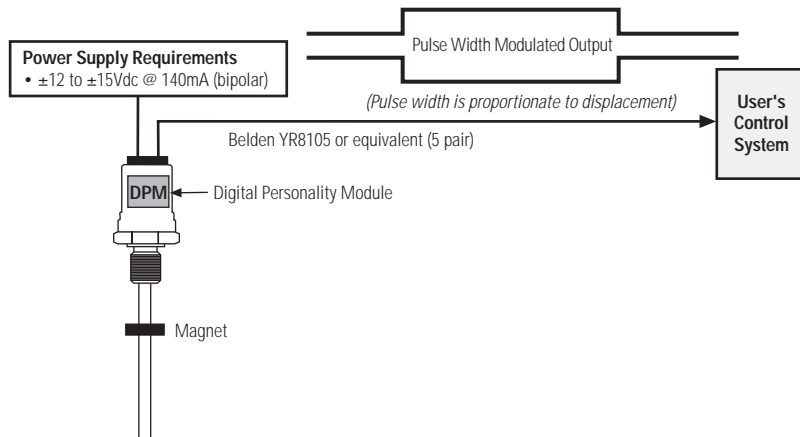 Power Supply Requirements
• ±12 to ±15Vdc @ 140mA (bipolar)
Pulse Width Modulated Output
(Pulse width is proportionate to displacement)
User's
Control
System
Belden YR8105 or equivalent (5 pair)
DPM
Digital Personality Module
Magnet